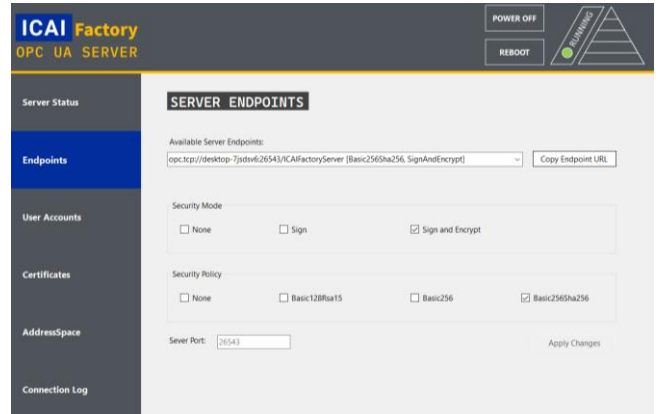 ICAI Factory
OPC UA SERVER
POWER OFF
REBOOT
RUNNING
Server Status
Endpoints
User Accounts
Certificates
AddressSpace
Connection Log
SERVER ENDPOINTS
Available Server Endpoints:
opc.tcp://desktop-7jsdsv6:26543/ICAIFactoryServer [Basic256Sha256, SignAndEncrypt]
Copy Endpoint URL
Security Mode
None Sign Sign and Encrypt
Security Policy
None Basic128Rsa15 Basic256 Basic256Sha256
Sever Port: 26543
Apply Changes